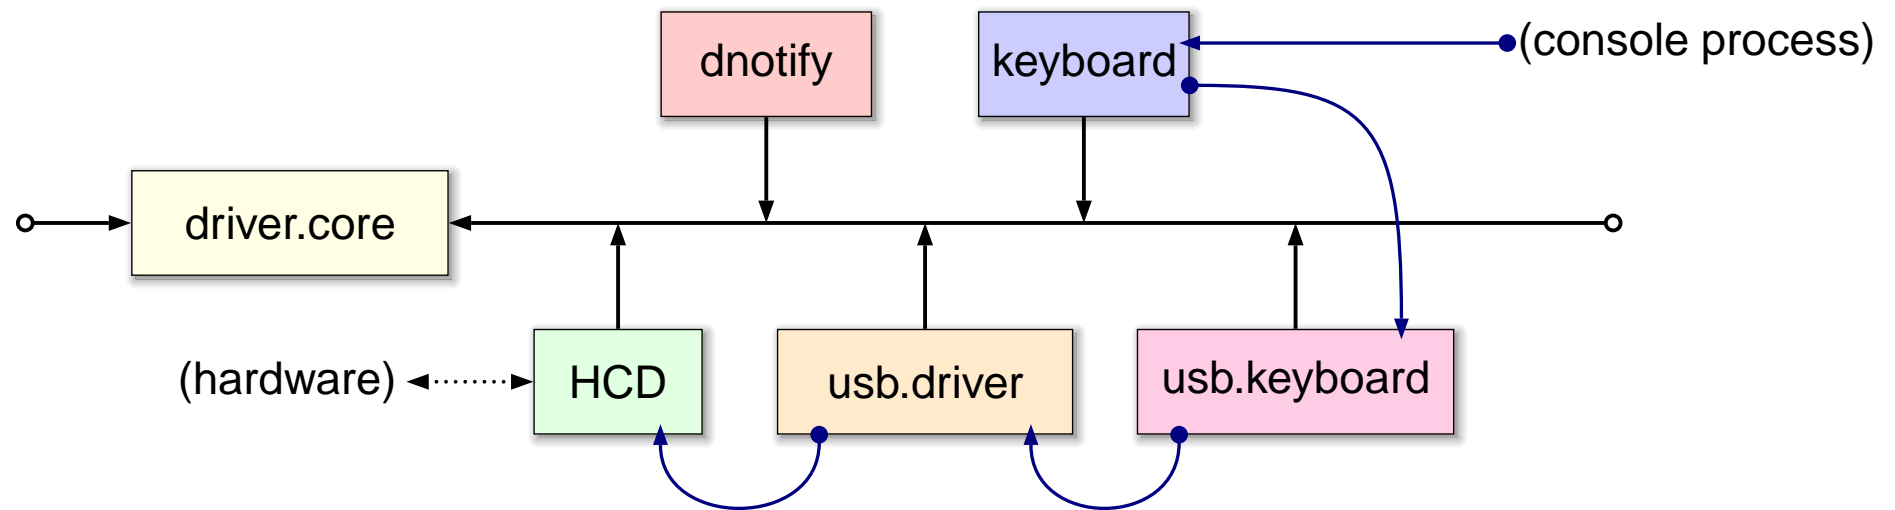 (console process)
dnotify
keyboard
driver.core
(hardware)
HCD
usb.driver
usb.keyboard